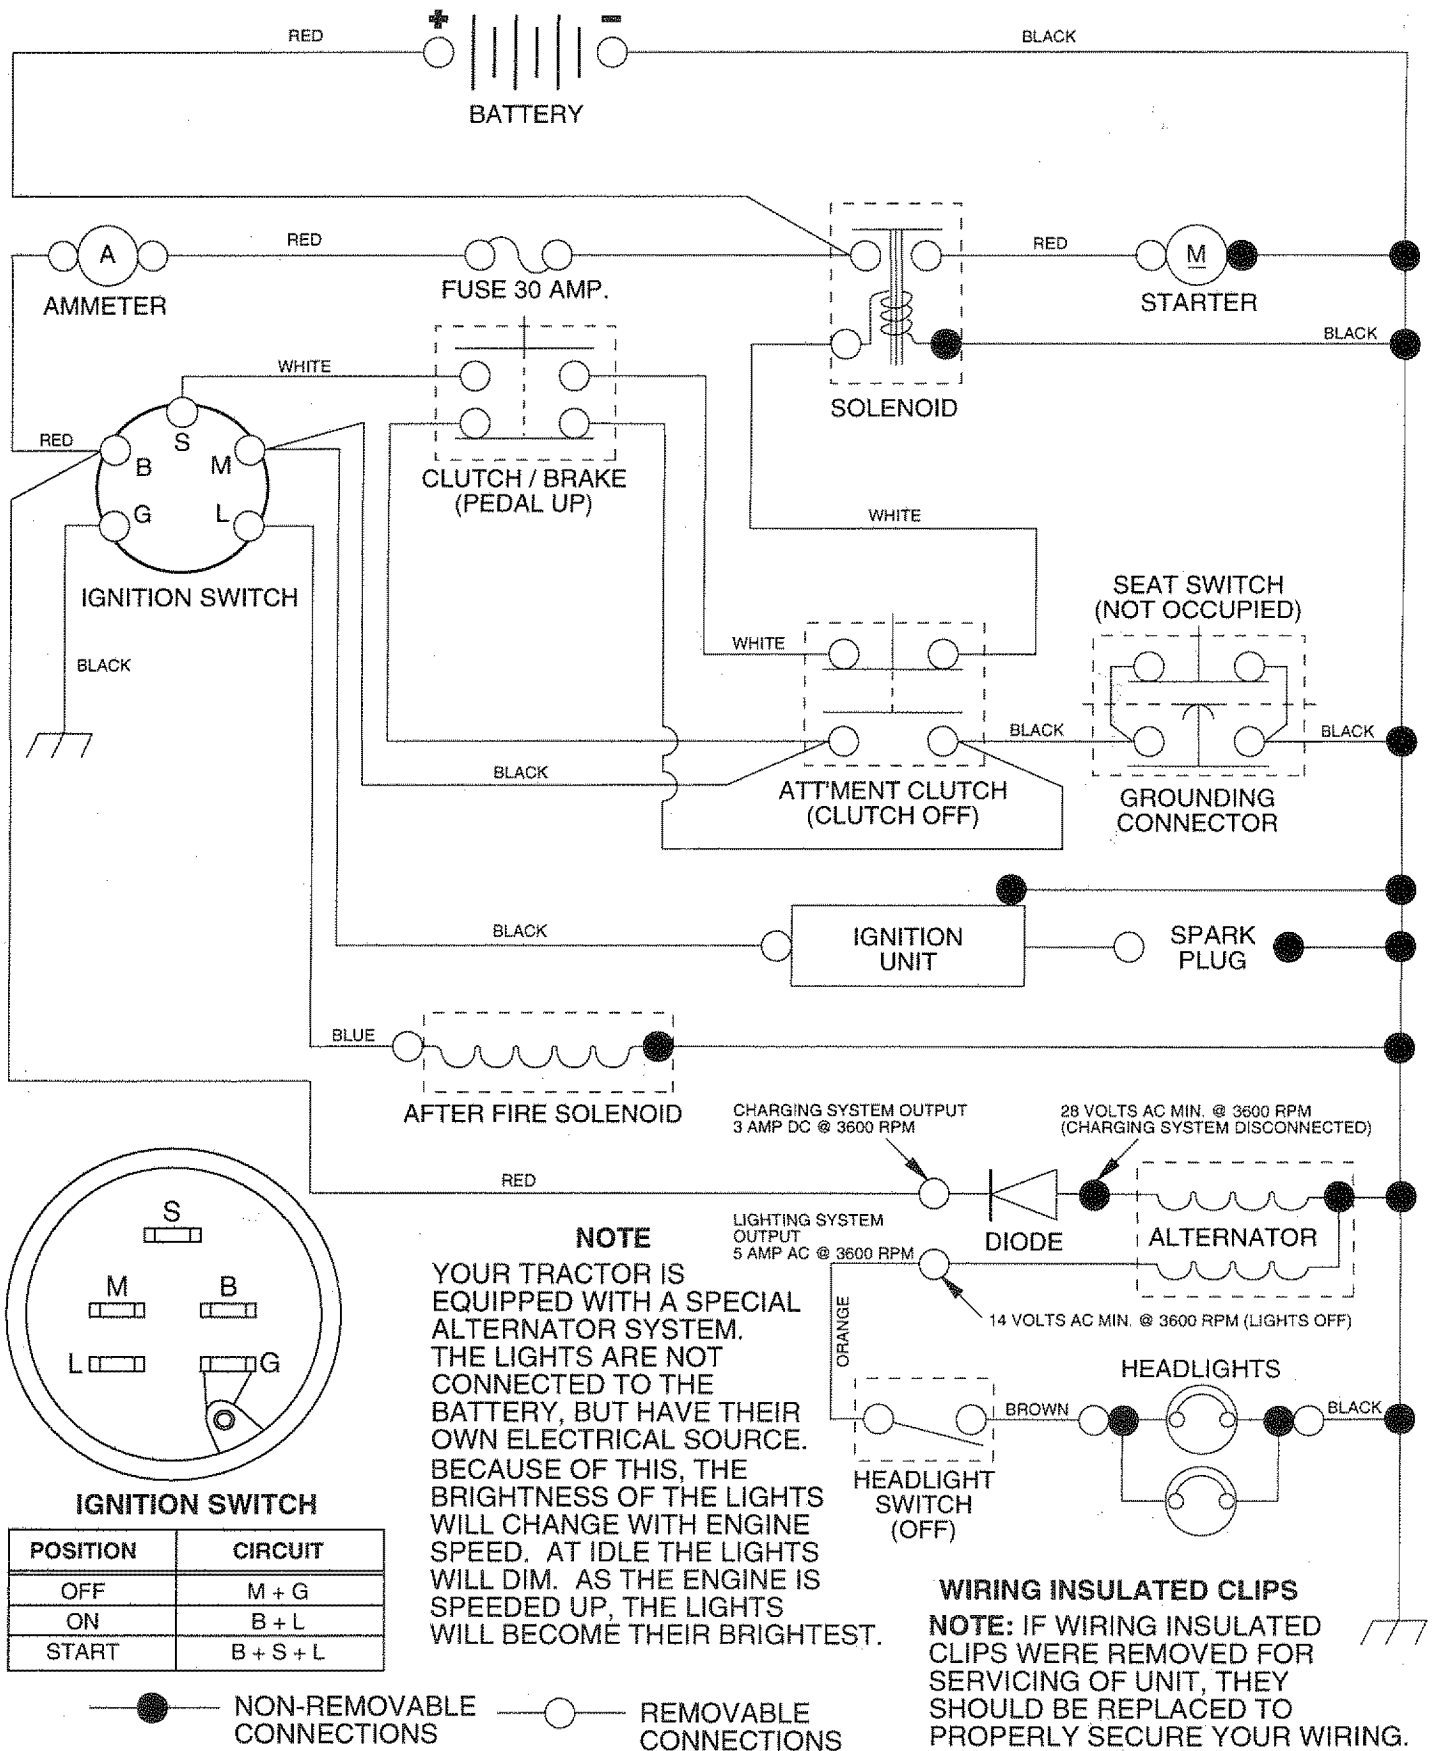 + -
RED
BLACK
BATTERY
A
RED
RED
M
AMMETER
FUSE 30 AMP.
STARTER
BLACK
WHITE
SOLENOID
RED
S
B
M
G
L
CLUTCH / BRAKE
(PEDAL UP)
WHITE
IGNITION SWITCH
SEAT SWITCH
(NOT OCCUPIED)
BLACK
WHITE
BLACK
BLACK
BLACK
ATT'MENT CLUTCH
(CLUTCH OFF)
GROUNDING
CONNECTOR
BLACK
IGNITION
UNIT
SPARK
PLUG
BLUE
AFTER FIRE SOLENOID
CHARGING SYSTEM OUTPUT
3 AMP DC @ 3600 RPM
28 VOLTS AC MIN. @ 3600 RPM
(CHARGING SYSTEM DISCONNECTED)
RED
DIODE
ALTERNATOR
LIGHTING SYSTEM
OUTPUT
5 AMP AC @ 3600 RPM
14 VOLTS AC MIN. @ 3600 RPM (LIGHTS OFF)
ORANGE
HEADLIGHTS
BROWN
BLACK
HEADLIGHT
SWITCH
(OFF)
S
M
B
L
G
IGNITION SWITCH
POSITION CIRCUIT
OFF M + G
ON B + L
START B + S + L
NOTE
YOUR TRACTOR IS
EQUIPPED WITH A SPECIAL
ALTERNATOR SYSTEM.
THE LIGHTS ARE NOT
CONNECTED TO THE
BATTERY, BUT HAVE THEIR
OWN ELECTRICAL SOURCE.
BECAUSE OF THIS, THE
BRIGHTNESS OF THE LIGHTS
WILL CHANGE WITH ENGINE
SPEED. AT IDLE THE LIGHTS
WILL DIM. AS THE ENGINE IS
SPEEDED UP, THE LIGHTS
WILL BECOME THEIR BRIGHTEST.
WIRING INSULATED CLIPS
NOTE: IF WIRING INSULATED
CLIPS WERE REMOVED FOR
SERVICING OF UNIT, THEY
SHOULD BE REPLACED TO
PROPERLY SECURE YOUR WIRING.
NON-REMOVABLE
CONNECTIONS
REMOVABLE
CONNECTIONS